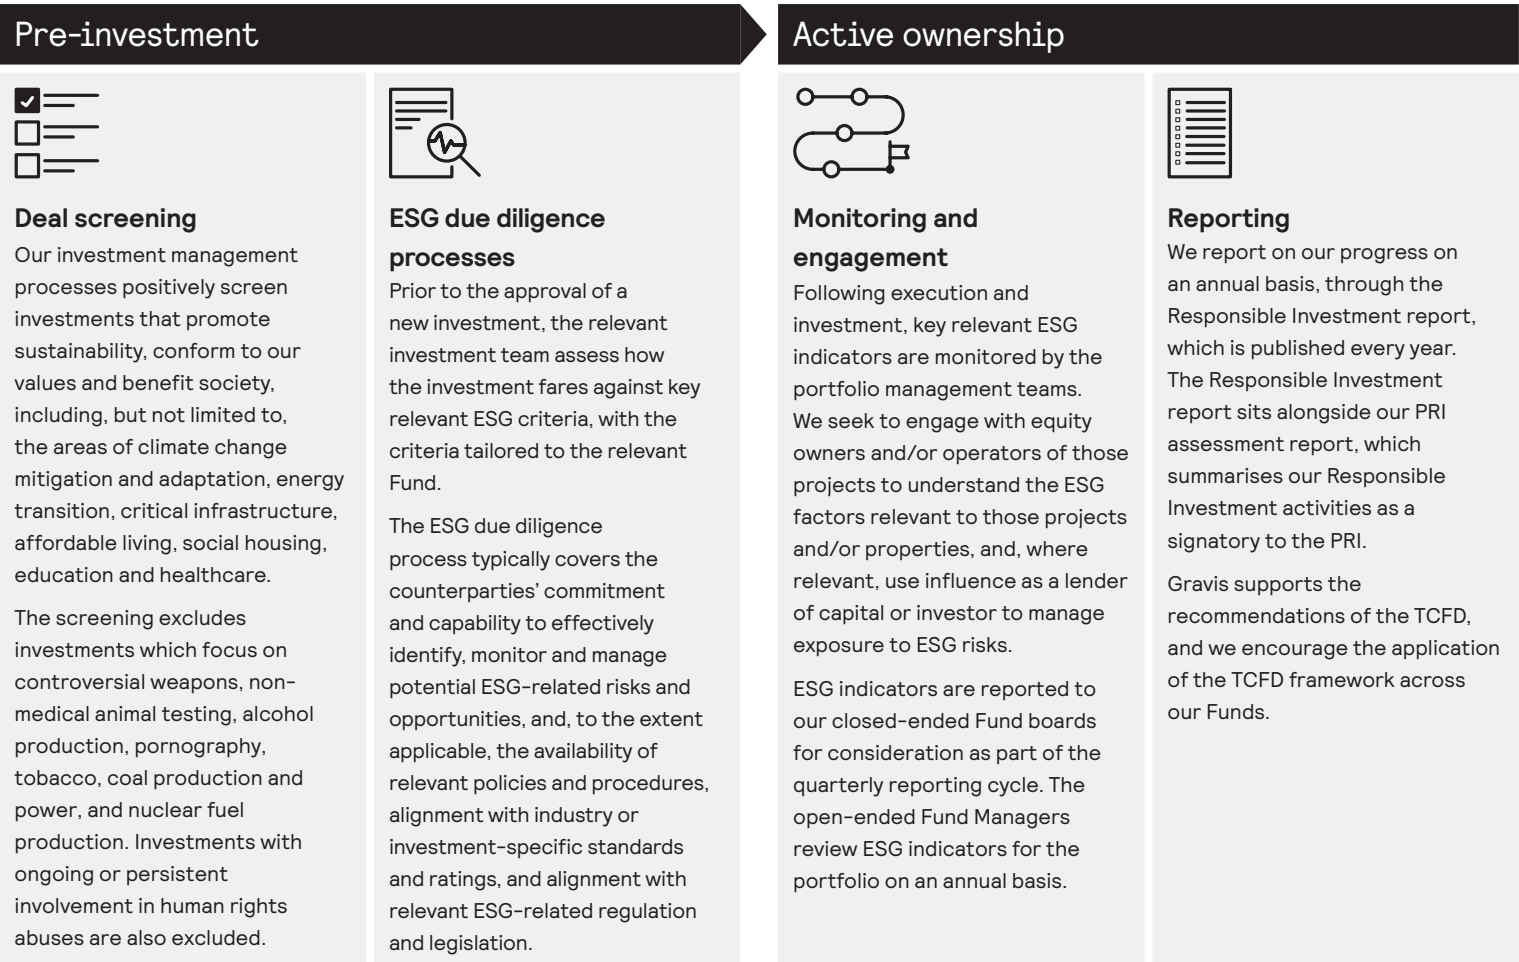 Pre-investment
Deal screening
Our investment management
processes positively screen
investments that promote
sustainability, conform to our
values and benefit society,
including, but not limited to,
the areas of climate change
mitigation and adaptation, energy
transition, critical infrastructure,
affordable living, social housing,
education and healthcare.
The screening excludes
investments which focus on
controversial weapons, non-
medical animal testing, alcohol
production, pornography,
tobacco, coal production and
power, and nuclear fuel
production. Investments with
ongoing or persistent
involvement in human rights
abuses are also excluded.
ESG due diligence
processes
Prior to the approval of a
new investment, the relevant
investment team assess how
the investment fares against key
relevant ESG criteria, with the
criteria tailored to the relevant
Fund.
The ESG due diligence
process typically covers the
counterparties’ commitment
and capability to effectively
identify, monitor and manage
potential ESG-related risks and
opportunities, and, to the extent
applicable, the availability of
relevant policies and procedures,
alignment with industry or
investment-specific standards
and ratings, and alignment with
relevant ESG-related regulation
and legislation.
Active ownership
Monitoring and
engagement
Following execution and
investment, key relevant ESG
indicators are monitored by the
portfolio management teams.
We seek to engage with equity
owners and/or operators of those
projects to understand the ESG
factors relevant to those projects
and/or properties, and, where
relevant, use influence as a lender
of capital or investor to manage
exposure to ESG risks.
ESG indicators are reported to
our closed-ended Fund boards
for consideration as part of the
quarterly reporting cycle. The
open-ended Fund Managers
review ESG indicators for the
portfolio on an annual basis.
Reporting
We report on our progress on
an annual basis, through the
Responsible Investment report,
which is published every year.
The Responsible Investment
report sits alongside our PRI
assessment report, which
summarises our Responsible
Investment activities as a
signatory to the PRI.
Gravis supports the
recommendations of the TCFD,
and we encourage the application
of the TCFD framework across
our Funds.